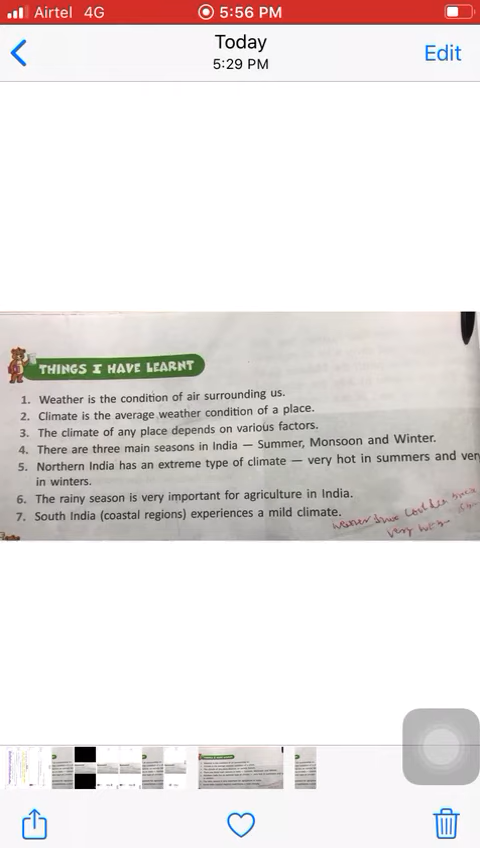 Airtel 4G
5:56 PM
Today
5:29 PM
Edit
THINGS I HAVE LEARNT
1. Weather is the condition of air surrounding us.
2. Climate is the average weather condition of a place.
3. The climate of any place depends on various factors.
4. There are three main seasons in India — Summer, Monsoon and Winter.
5. Northern India has an extreme type of climate — very hot in summers and
in winters.
6. The rainy season is very important for agriculture in India.
7. South India (coastal regions) experiences a mild climate.